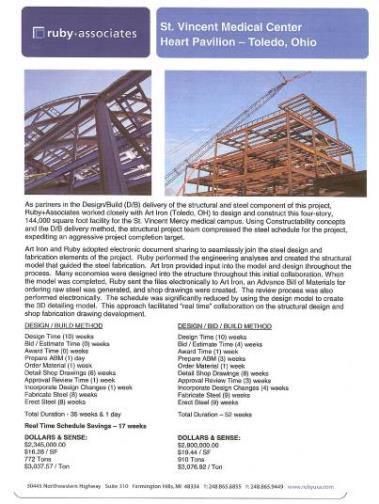 ruby+associates
St. Vincent Medical Center
Heart Pavilion – Toledo, Ohio
As partners in the Design/Build (D/B) delivery of the structural and steel component of this project,
Ruby+Associates worked closely with Art Iron (Toledo, OH) to design and construct this four-story,
144,000 square foot facility for the St. Vincent Mercy medical campus. Using Constructability concepts
and the D/B delivery method, the structural project team compressed the steel schedule for the project,
expediting an aggressive project completion target.
Art Iron and Ruby adopted electronic document sharing to seamlessly join the steel design and
fabrication elements of the project. Ruby performed the engineering analyses and created the structural
model that guided the steel fabrication. Art Iron provided input into the model and design throughout the
process. Many economies were designed into the structure throughout this initial collaboration. When
the model was completed, Ruby sent the files electronically to Art Iron, an Advance Bill of Materials for
ordering raw steel was generated, and shop drawings were created. The review process was also
performed electronically. The schedule was significantly reduced by using the design model to create
the 3D detailing model. This approach facilitated "real time" collaboration on the structural design and
shop fabrication drawing development.
DESIGN / BUILD METHOD
Design Time (10) weeks
Bid / Estimate Time (0) weeks
Award Time (0) weeks
Prepare ABM (1) day
Order Material (1) week
Detail Shop Drawings (8) weeks
Approval Review Time (1) week
Incorporate Design Changes (1) week
Fabricate Steel (8) weeks
Erect Steel (8) weeks
Total Duration - 35 weeks & 1 day
Real Time Schedule Savings – 17 weeks
DOLLARS & SENSE:
$2,345,000.00
$16.28 / SF
772 Tons
$3,037.57 / Ton
DESIGN / BID / BUILD METHOD
Design Time (10) weeks
Bid / Estimate Time (4) weeks
Award Time (1) week
Prepare ABM (3) weeks
Order Material (1) week
Detail Shop Drawings (8) weeks
Approval Review Time (3) weeks
Incorporate Design Changes (4) weeks
Fabricate Steel (9) weeks
Erect Steel (9) weeks
Total Duration – 52 weeks
DOLLARS & SENSE:
$2,800,000.00
$19.44 / SF
910 Tons
$3,076.92 / Ton
30445 Northwestern Highway Suite 310 Farmington Hills, MI 48334 T: 248.865.8855 F: 248.865.9449 www.rubyusa.com